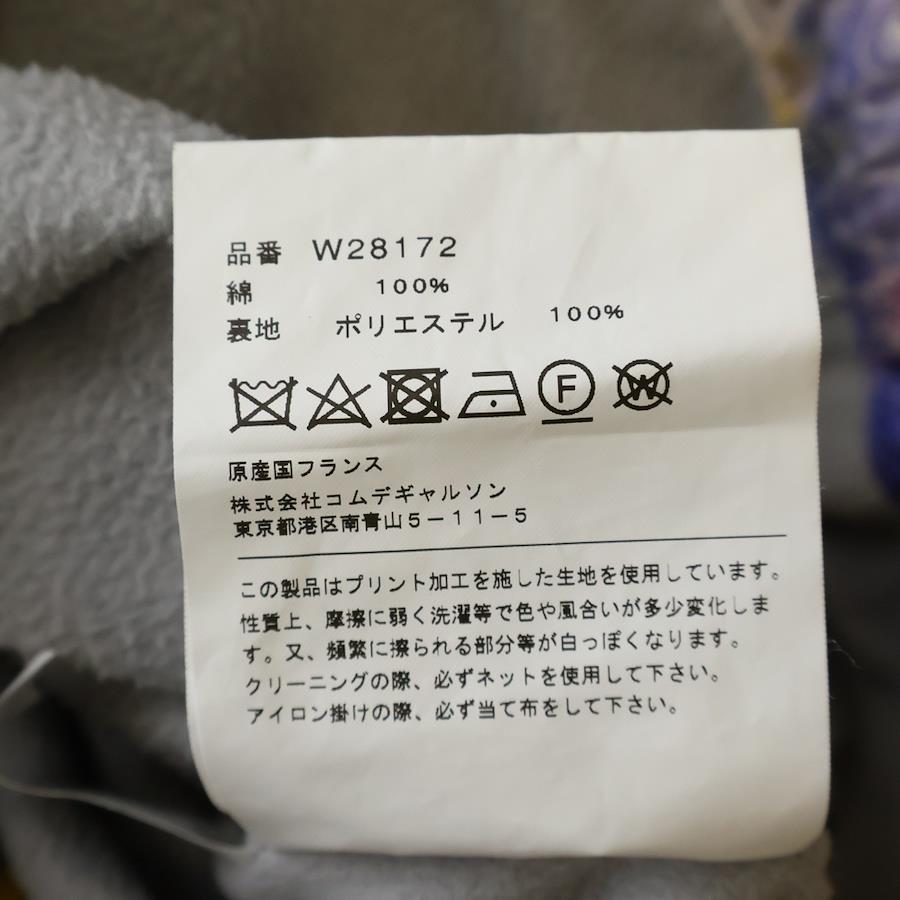 品番 W28172
綿 100%
裏地 ポリエステル 100%
F W
原産国フランス
株式会社コムデギャルソン
東京都港区南青山5-11-5
この製品はプリント加工を施した生地を使用しています。
性質上、摩擦に弱く洗濯等で色や風合いが多少変化しま
す。又、頻繁に擦られる部分等が白っぽくなります。
クリーニングの際、必ずネットを使用して下さい。
アイロン掛けの際、必ず当て布をして下さい。